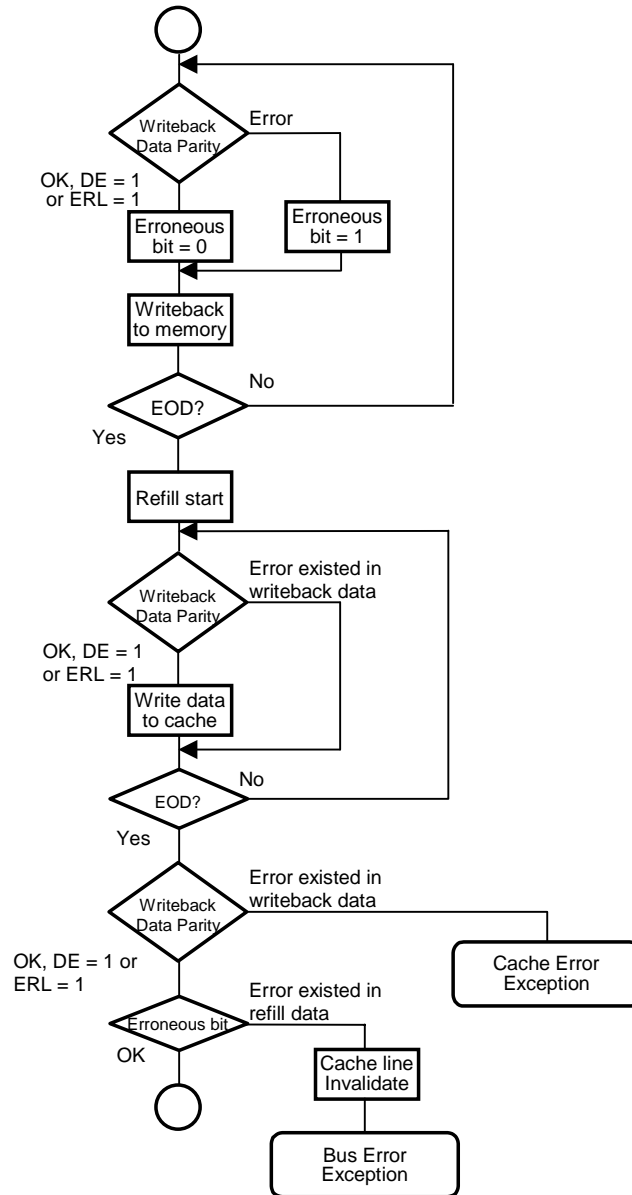 Writeback
Data Parity
Error
OK, DE = 1
or ERL = 1
Erroneous
bit = 0
Erroneous
bit = 1
Writeback
to memory
EOD?
No
Yes
Refill start
Writeback
Data Parity
Error existed in
writeback data
OK, DE = 1
or ERL = 1
Write data
to cache
EOD?
No
Yes
Writeback
Data Parity
Error existed in
writeback data
Cache Error
Exception
OK, DE = 1 or
ERL = 1
Erroneous bit
Error existed in
refill data
OK
Cache line
Invalidate
Bus Error
Exception